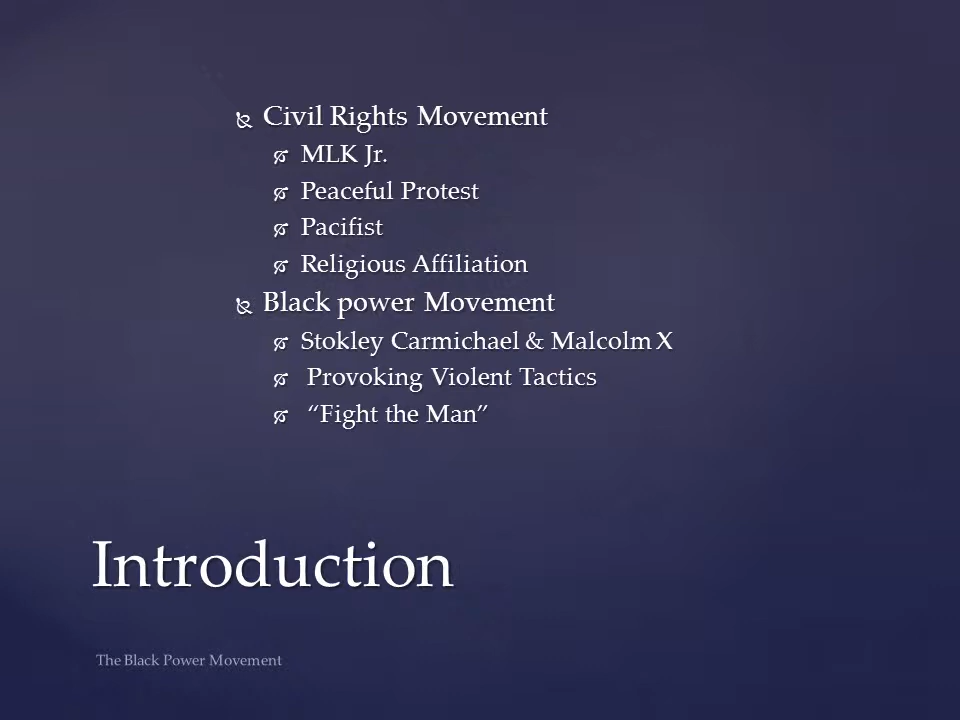 Civil Rights Movement
MLK Jr.
Peaceful Protest
Pacifist
Religious Affiliation
Black power Movement
Stokley Carmichael & Malcolm X
Provoking Violent Tactics
“Fight the Man”
Introduction
The Black Power Movement